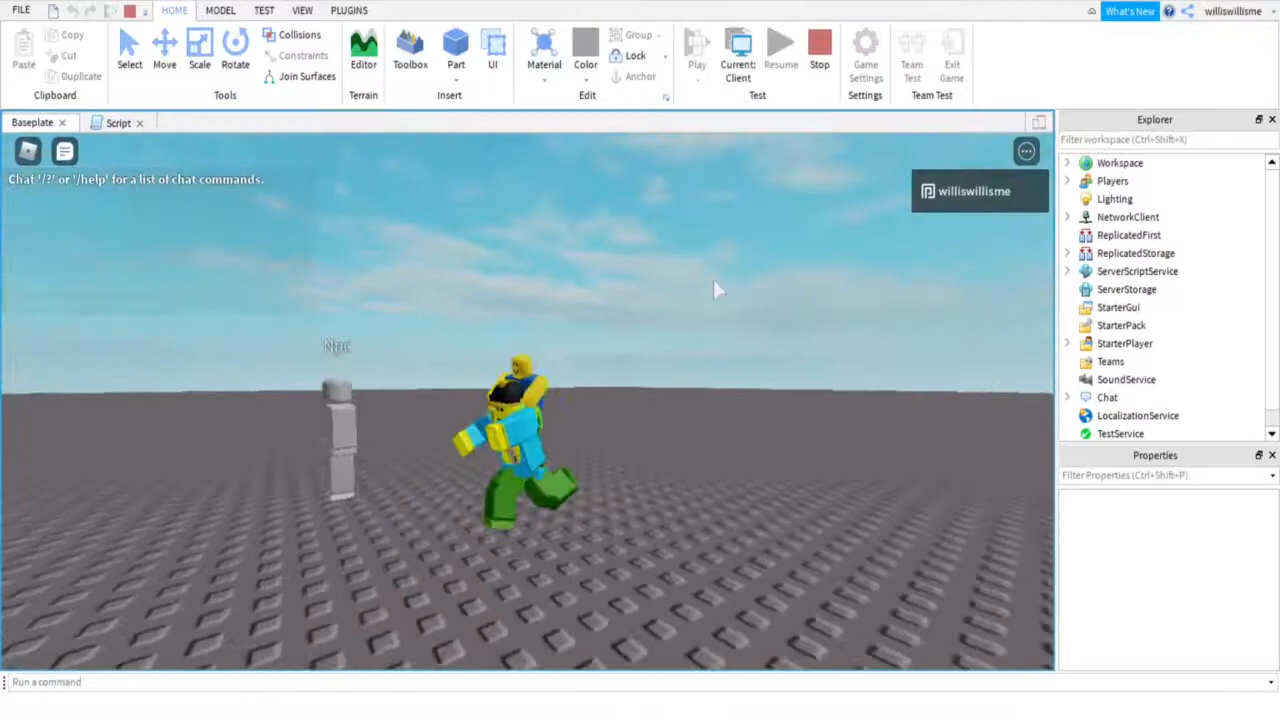 FILE HOME MODEL TEST VIEW PLUGINS What's New williswillisme
Paste Copy Cut Duplicate Select Move Scale Rotate Collisions Constraints Join Surfaces Editor Toolbox Part UI Material Color Group Lock Anchor Play Current: Client Resume Stop Game Settings Team Test Exit Game
Clipboard Tools Terrain Insert Edit Test Settings Team Test
Baseplate Script
Explorer
Filter workspace (Ctrl+Shift+X)
Chat '/?' or '/help' for a list of chat commands.
williswillisme
Npc
Workspace
Players
Lighting
NetworkClient
ReplicatedFirst
ReplicatedStorage
ServerScriptService
ServerStorage
StarterGui
StarterPack
StarterPlayer
Teams
SoundService
Chat
LocalizationService
TestService
Properties
Filter Properties (Ctrl+Shift+P)
Run a command